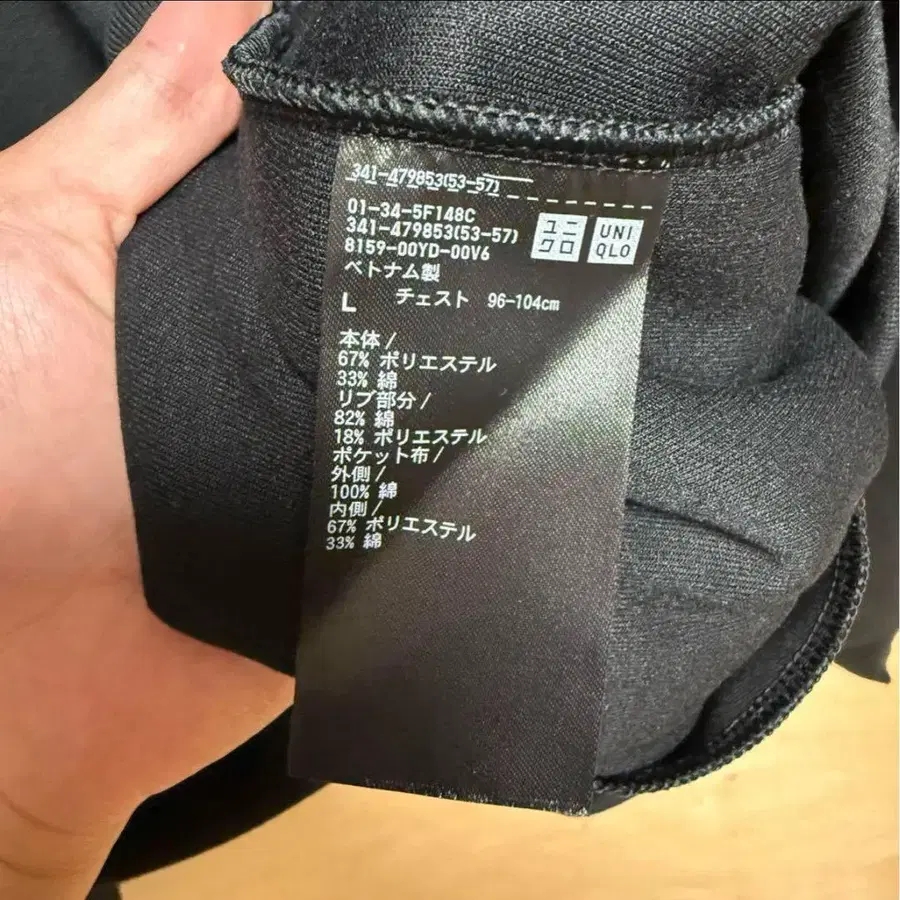 341-479853(53-57)
01-34-5F148C
341-479853(53-57)
8159-00YD-00V6
ユニ
クロ
UNI
QLO
ベトナム製
L チェスト 96-104cm
本体/
67% ポリエステル
33% 綿
リブ部分/
82% 綿
18% ポリエステル
ポケット布/
外側/
100% 綿
内側/
67% ポリエステル
33% 綿